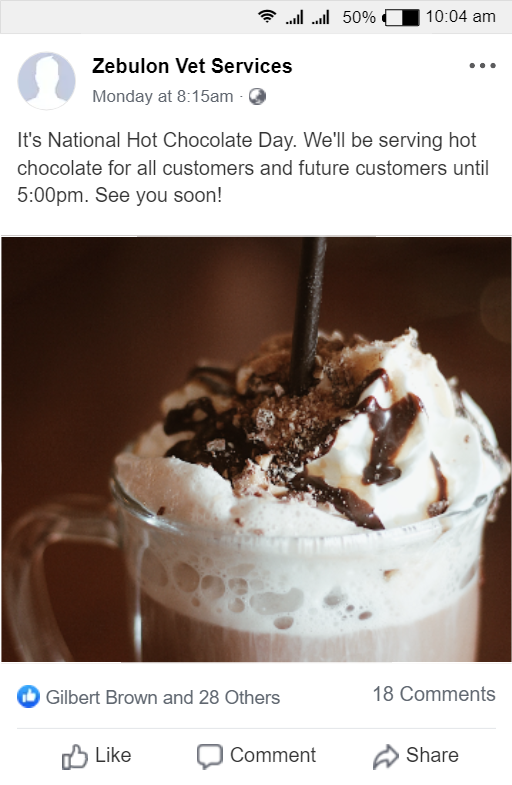 50% 10:04 am
Zebulon Vet Services
Monday at 8:15am ·
It's National Hot Chocolate Day. We'll be serving hot
chocolate for all customers and future customers until
5:00pm. See you soon!
Gilbert Brown and 28 Others 18 Comments
Like Comment Share